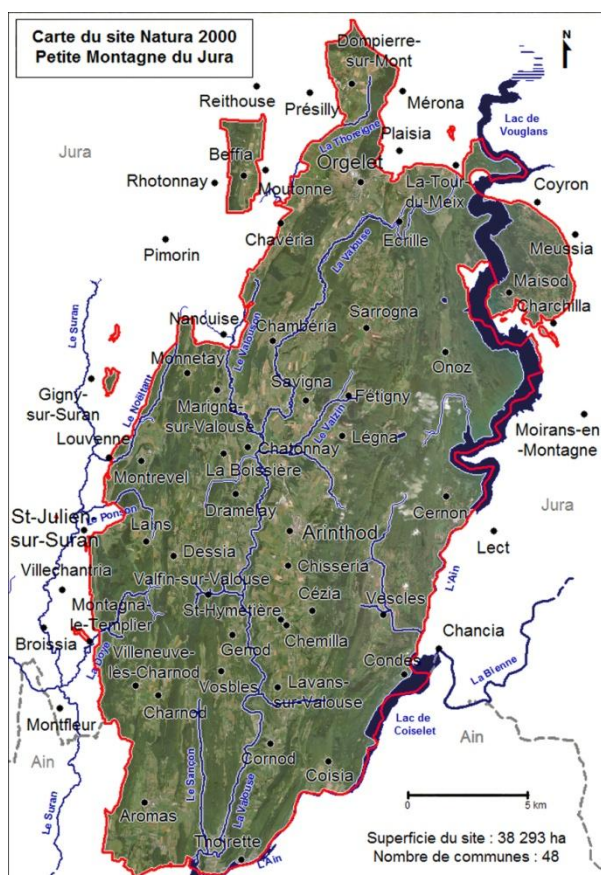 Carte du site Natura 2000
Petite Montagne du Jura
N
Dompierre-
sur-Mont
Reithouse
Présilly
Mérona
Lac de
Vouglans
La Thoreigne
Plaisia
Jura
Beffia
Orgelet
Rhotonnay
Moutonne
La-Tour-
du-Meix
Coyron
Chavéria
Ecrille
La Valouse
Meussia
Pimorin
Maisod
Charchilla
Le Suran
Nancuise
Le Valouson
Chambéria
Sarrogna
Monnetay
Onoz
Gigny-
sur-Suran
Le Noëltant
Marigna-
sur-Valouse
Savigna
Fétigny
Le Valzin
Moirans-en
-Montagne
Louvenne
Chatonnay
Légna
Montrevel
La Boissière
Jura
Dramelay
Cernon
St-Julien
-sur-Suran
Le Ponson
Lains
Arinthod
Lect
Dessia
Chisseria
L'Ain
Villechantria
Valfin-sur-Valouse
Montagna-
le-Templier
St-Hymetière
Cézia
Vescles
Broissia
Chemilla
Chancia
La Doye
Villeneuve-
lès-Charnod
Genod
Condes
La Bienne
Vosbles
Lavans-
sur-Valouse
Montfleur
Charnod
Lac de
Coiselet
Ain
Ain
Cornod
Coisia
Le Sançon
La Valouse
Le Suran
Aromas
0 5 km
Thoirette
L'Ain
Superficie du site : 38 293 ha
Nombre de communes : 48